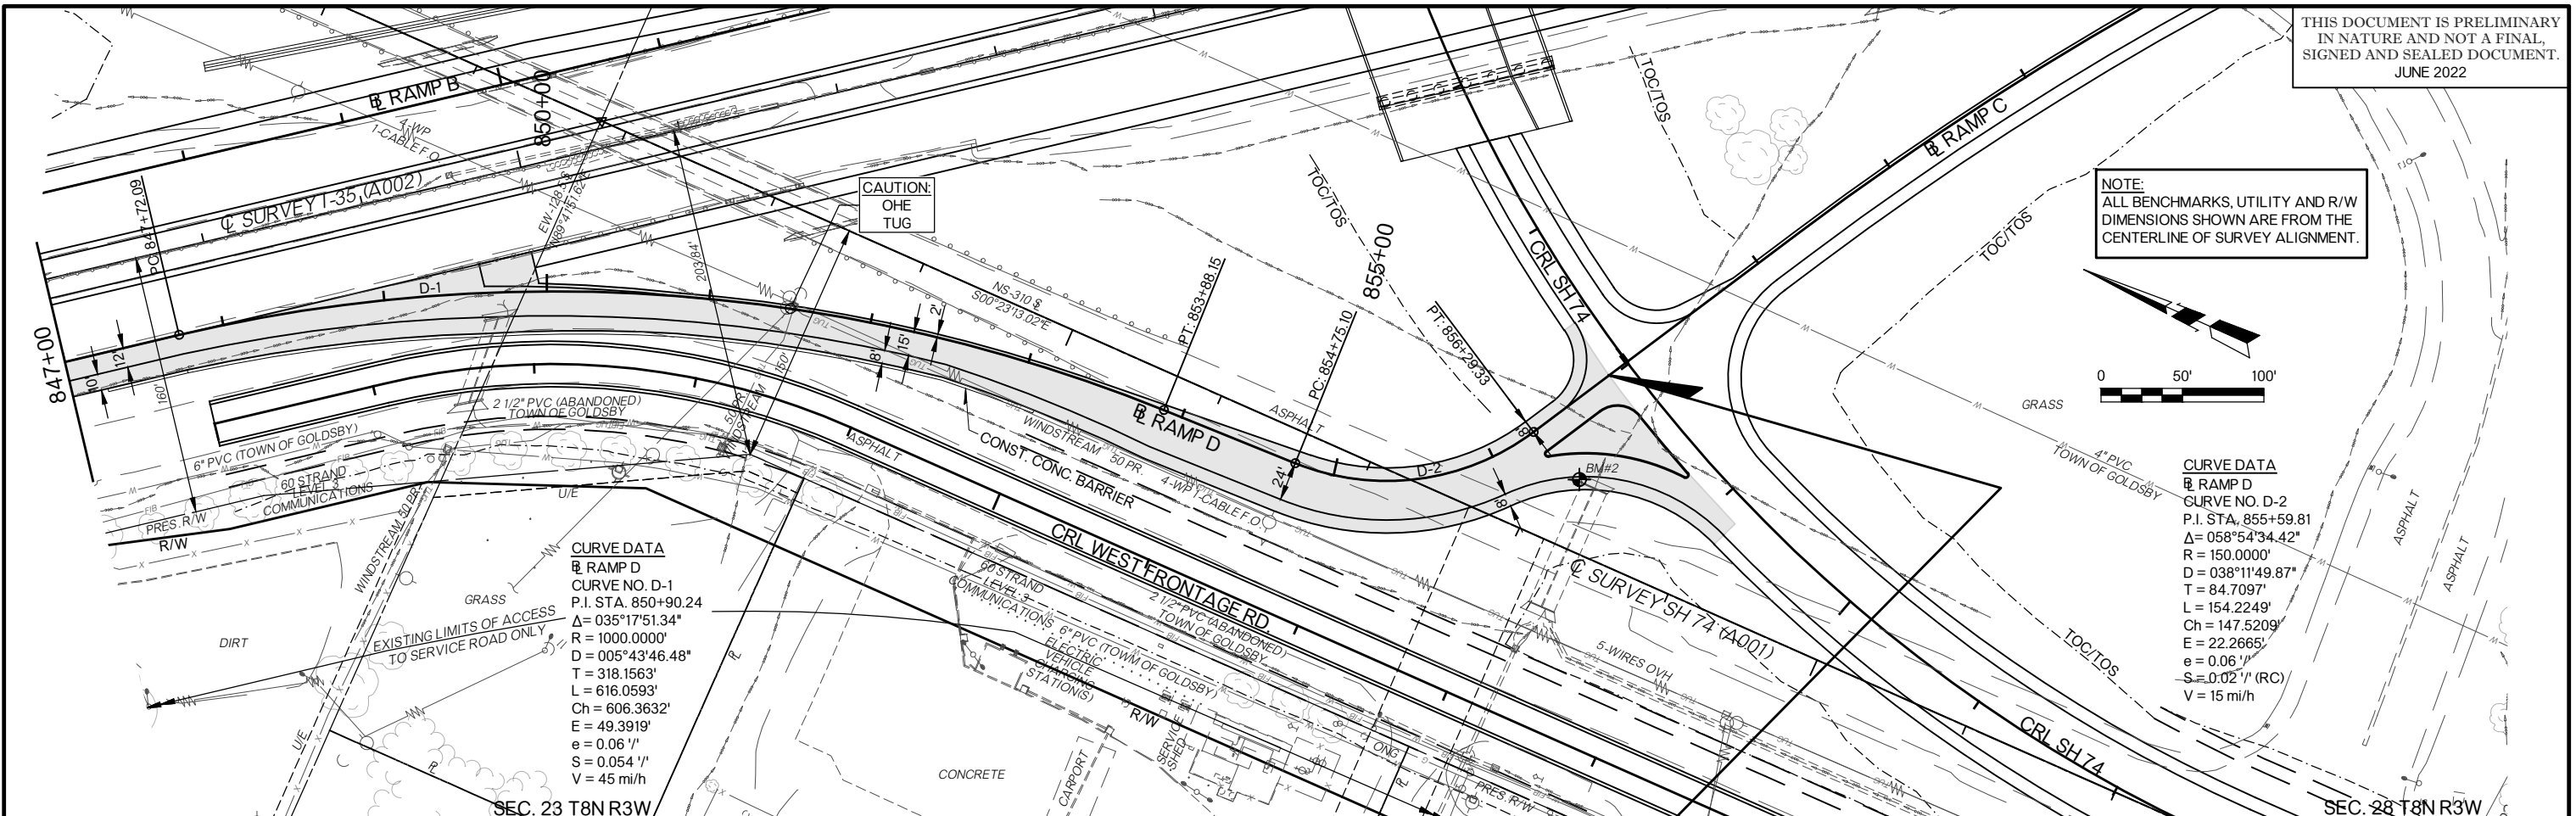 THIS DOCUMENT IS PRELIMINARY
IN NATURE AND NOT A FINAL,
SIGNED AND SEALED DOCUMENT.
JUNE 2022
℄ RAMP B
4-WP
1-CABLE F.O.
850+00
PC: 847+72.09
℄ SURVEY I-35 (A002)
203.84'
CAUTION:
OHE
TUG
TOC/TOS
TOC/TOS
℄ RAMP C
TOC/TOS
NOTE:
ALL BENCHMARKS, UTILITY AND R/W
DIMENSIONS SHOWN ARE FROM THE
CENTERLINE OF SURVEY ALIGNMENT.
0 50' 100'
847+00
10'
12'
160'
D-1
150'
8'
15'
2'
NS-310 ℄
S00°23'13.02"E
PT: 853+88.15
855+00
PC: 854+75.10
PT: 856+29.33
CRL SH 74
ASPHALT
℄ RAMP D
24'
D-2
8'
8'
BM#2
2 1/2" PVC (ABANDONED)
TOWN OF GOLDSBY
6" PVC (TOWN OF GOLDSBY)
60 STRAND
LEVEL 3
COMMUNICATIONS
PRES. R/W
R/W
U/E
50 PR.
WINDSTREAM
WINDSTREAM 50 PR.
ASPHALT
CONST. CONC. BARRIER
WINDSTREAM 50 PR.
4-WP 1-CABLE F.O.
CRL WEST FRONTAGE RD.
60 STRAND
LEVEL 3
COMMUNICATIONS
2 1/2" PVC (ABANDONED)
TOWN OF GOLDSBY
6" PVC (TOWN OF GOLDSBY)
ELECTRIC
VEHICLE
CHARGING
STATION(S)
R/W
SERVICE
SHED
CARPORT
CONCRETE
ONG
PRES. R/W
℄ SURVEY SH 74 (A001)
5-WIRES OVH
TOC/TOS
CRL SH 74
GRASS
4" PVC
TOWN OF GOLDSBY
ASPHALT
ASPHALT
GRASS
DIRT
EXISTING LIMITS OF ACCESS
TO SERVICE ROAD ONLY
U/E
CURVE DATA
℄ RAMP D
CURVE NO. D-1
P.I. STA. 850+90.24
Δ= 035°17'51.34"
R = 1000.0000'
D = 005°43'46.48"
T = 318.1563'
L = 616.0593'
Ch = 606.3632'
E = 49.3919'
e = 0.06 '/'
S = 0.054 '/'
V = 45 mi/h
CURVE DATA
℄ RAMP D
CURVE NO. D-2
P.I. STA. 855+59.81
Δ= 058°54'34.42"
R = 150.0000'
D = 038°11'49.87"
T = 84.7097'
L = 154.2249'
Ch = 147.5209'
E = 22.2665'
e = 0.06 '/'
S = 0.02 '/' (RC)
V = 15 mi/h
SEC. 23 T8N R3W
SEC. 28 T8N R3W